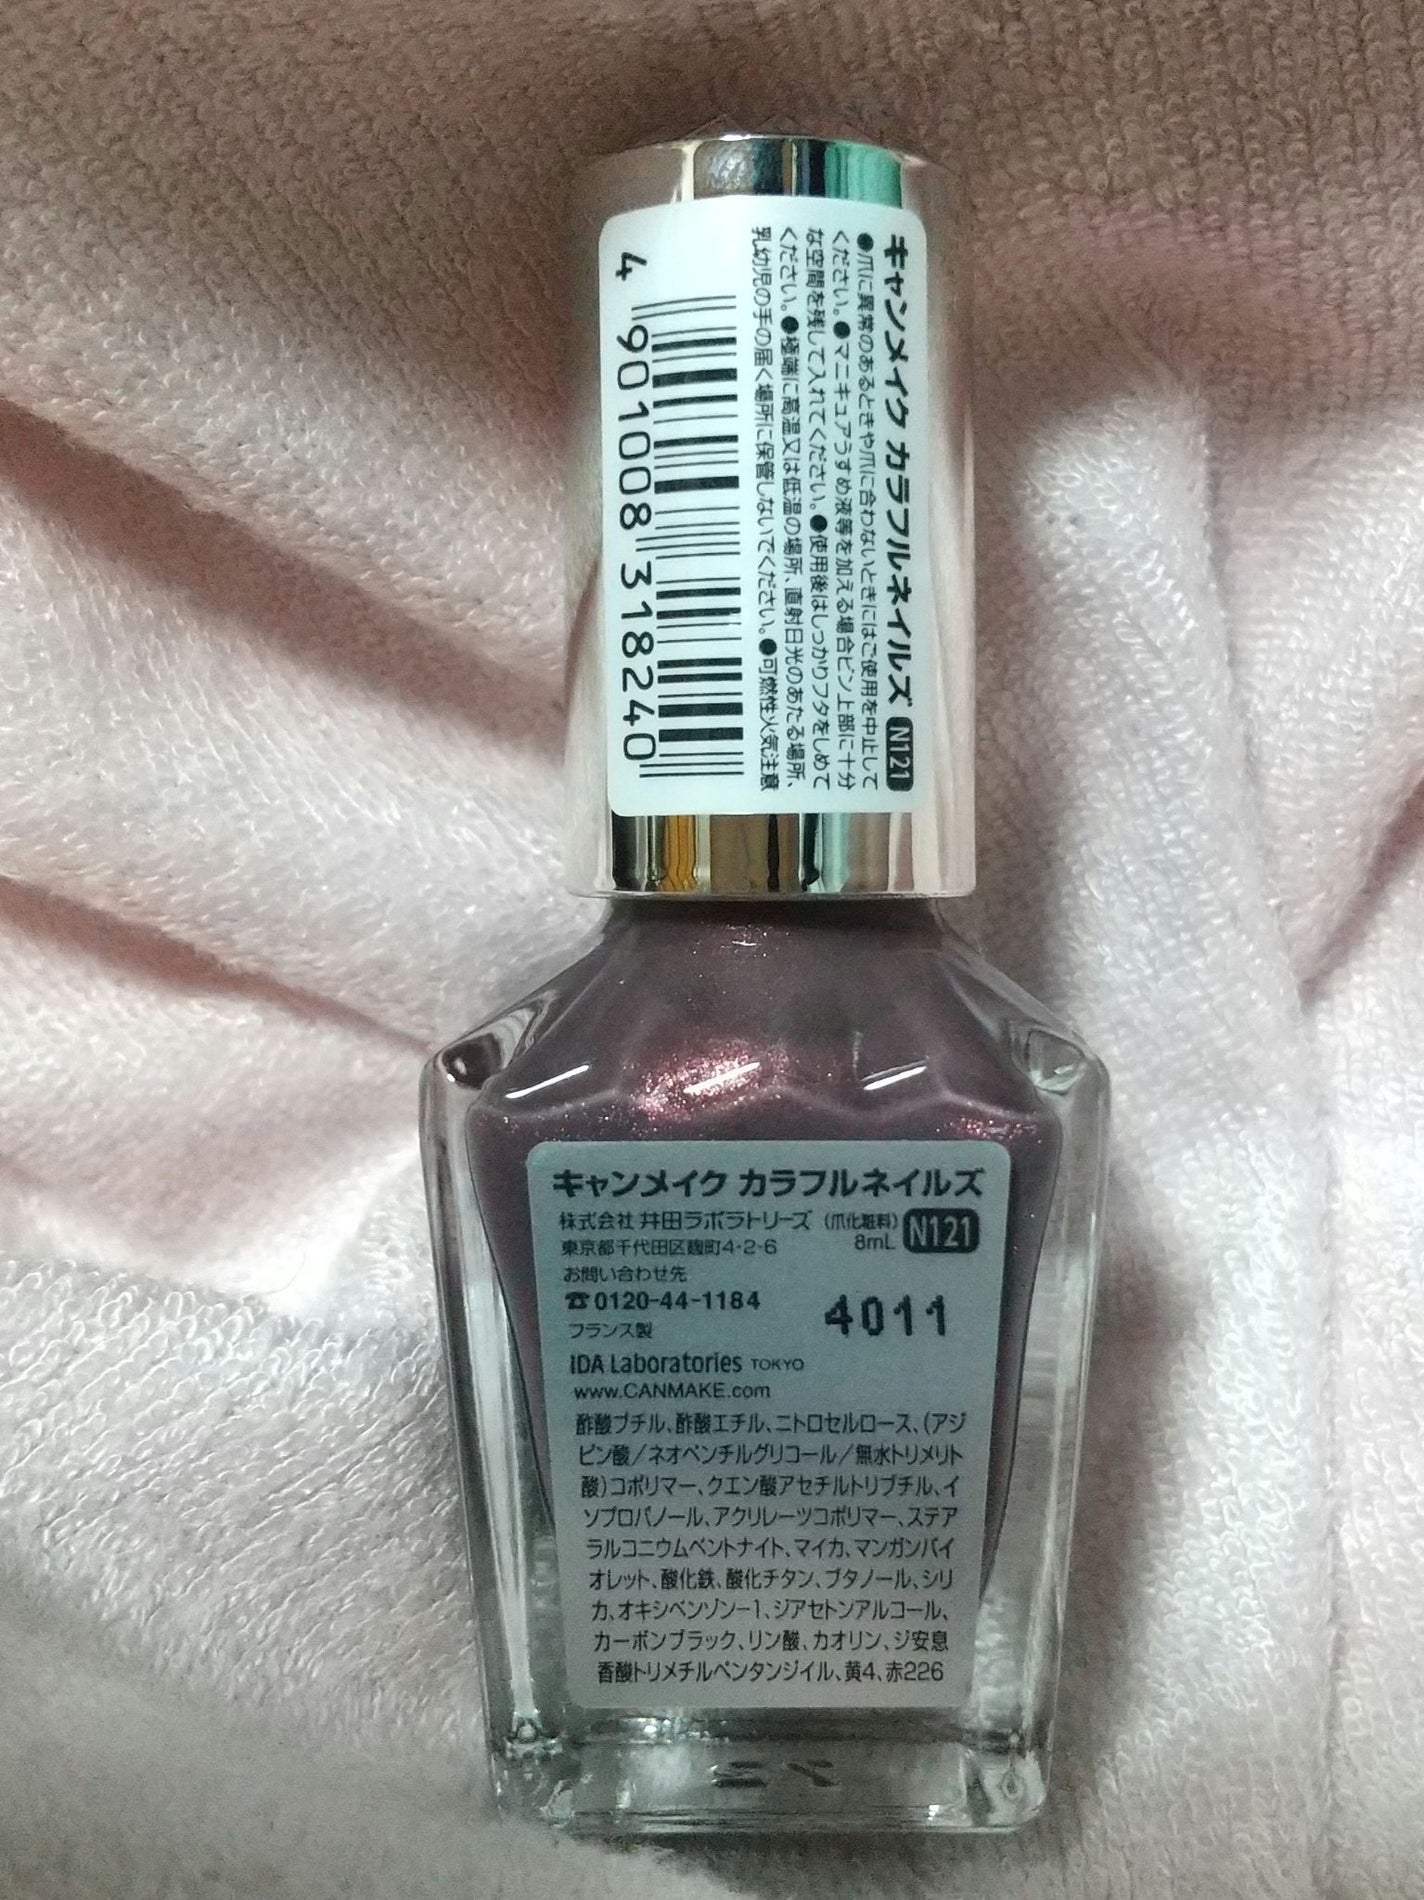 キャンメイク カラフルネイルズ N121
●爪に異常のあるときや爪に合わないときにはご使用を中止して
ください。●マニキュアうすめ液等を加える場合ビン上部に十分
な空間を残して入れてください。●使用後はしっかりフタをしめて
ください。●極端に高温又は低温の場所、直射日光のあたる場所、
乳幼児の手の届く場所に保管しないでください。●可燃性火気注意
4 901008 318240
キャンメイク カラフルネイルズ
株式会社 井田ラボラトリーズ (爪化粧料)
東京都千代田区麹町4-2-6 8mL N121
お問い合わせ先
☎0120-44-1184
フランス製 4011
IDA Laboratories TOKYO
www.CANMAKE.com
酢酸ブチル、酢酸エチル、ニトロセルロース、(アジ
ピン酸/ネオペンチルグリコール/無水トリメリト
酸)コポリマー、クエン酸アセチルトリブチル、イ
ソプロパノール、アクリレーツコポリマー、ステア
ラルコニウムベントナイト、マイカ、マンガンバイ
オレット、酸化鉄、酸化チタン、ブタノール、シリ
カ、オキシベンゾン-1、ジアセトンアルコール、
カーボンブラック、リン酸、カオリン、ジ安息
香酸トリメチルペンタンジイル、黄4、赤226